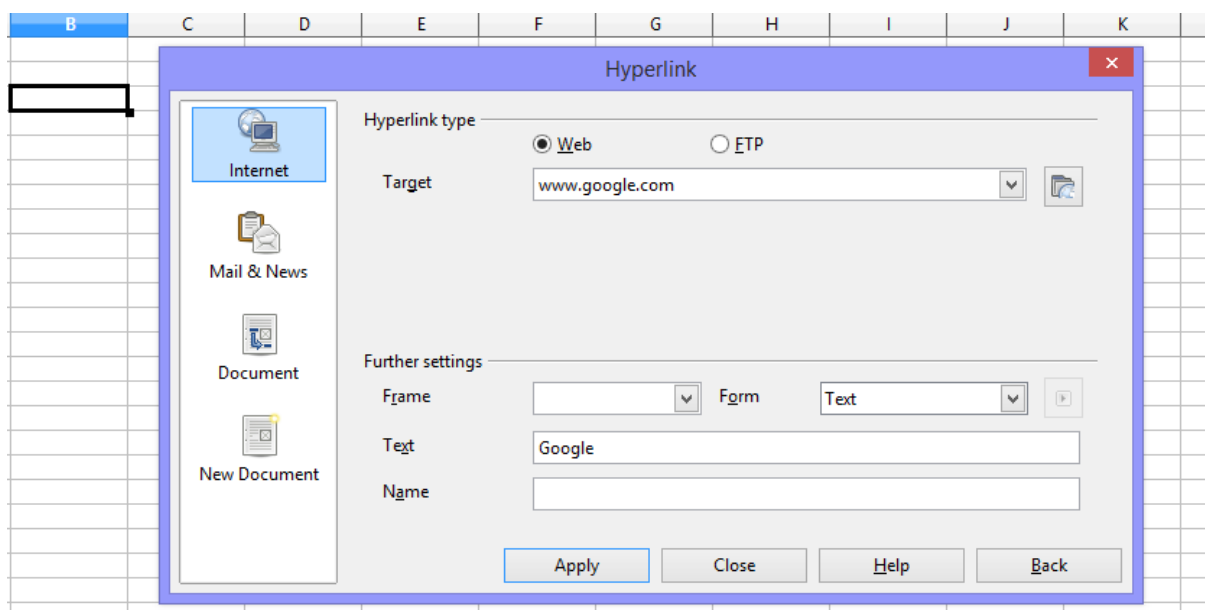 B C D E F G H I J K
Hyperlink
Internet
Mail & News
Document
New Document
Hyperlink type
Web FTP
Target www.google.com
Further settings
Frame Form Text
Text Google
Name
Apply Close Help Back